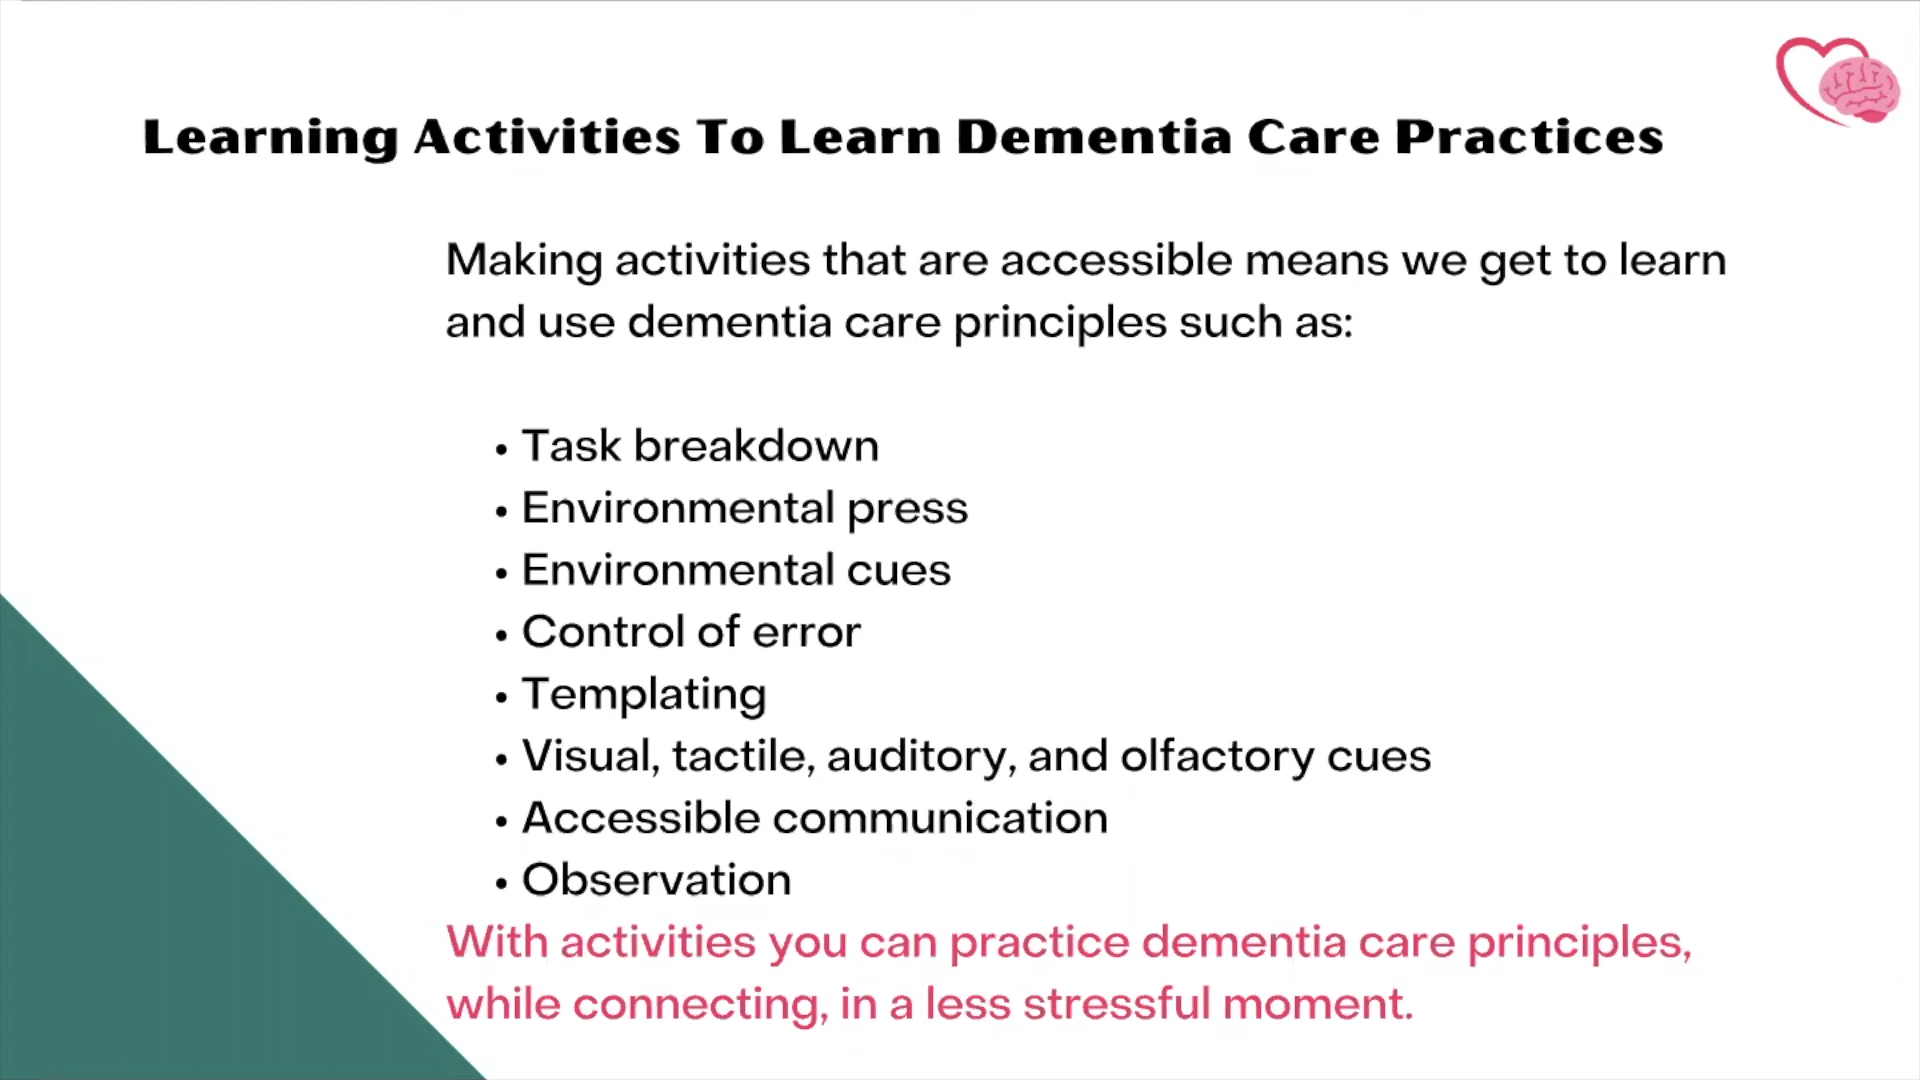 Learning Activities To Learn Dementia Care Practices
Making activities that are accessible means we get to learn
and use dementia care principles such as:
• Task breakdown
• Environmental press
• Environmental cues
• Control of error
• Templating
• Visual, tactile, auditory, and olfactory cues
• Accessible communication
• Observation
With activities you can practice dementia care principles,
while connecting, in a less stressful moment.